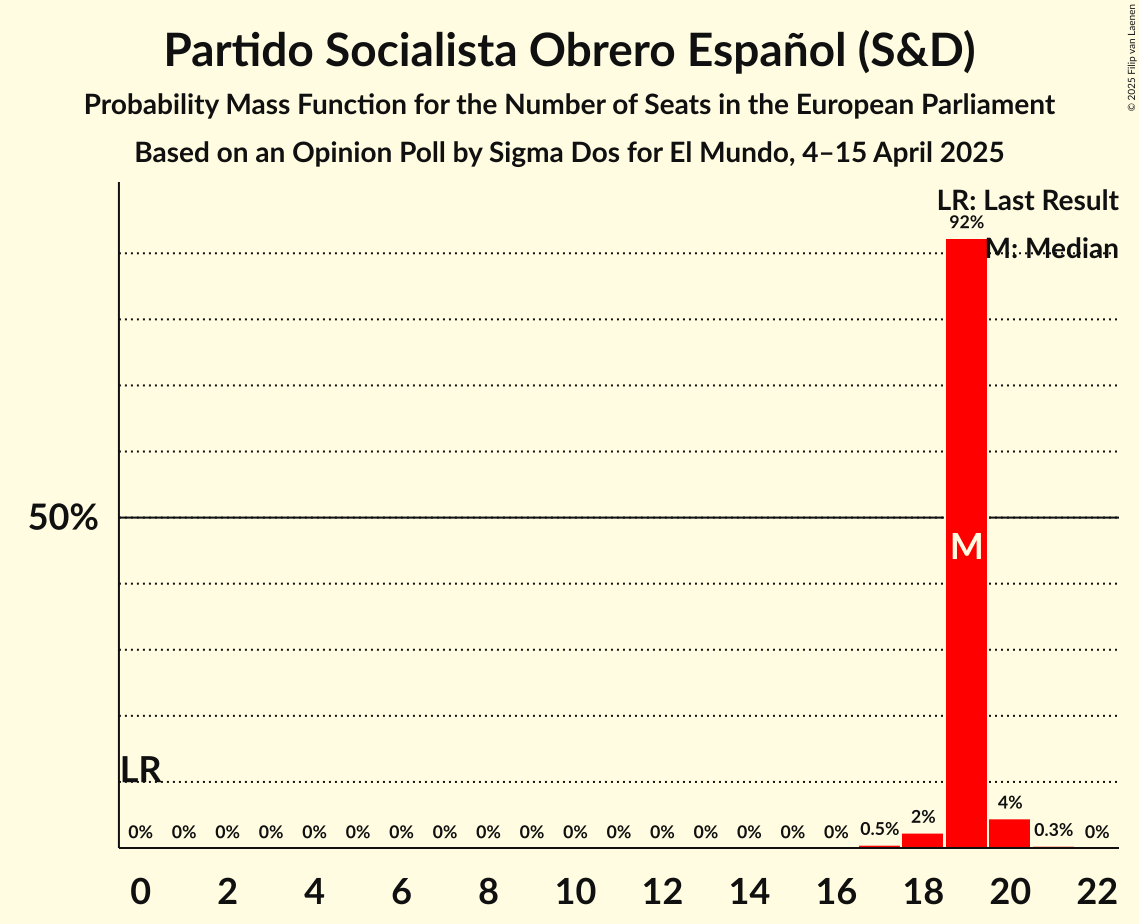 Partido Socialista Obrero Español (S&D)
Probability Mass Function for the Number of Seats in the European Parliament
Based on an Opinion Poll by Sigma Dos for El Mundo, 4–15 April 2025
© 2025 Filip van Laenen
LR: Last Result
92%
M: Median
50%
M
LR
0% 0% 0% 0% 0% 0% 0% 0% 0% 0% 0% 0% 0% 0% 0% 0% 0% 0.5% 2% 4% 0.3% 0%
0 2 4 6 8 10 12 14 16 18 20 22